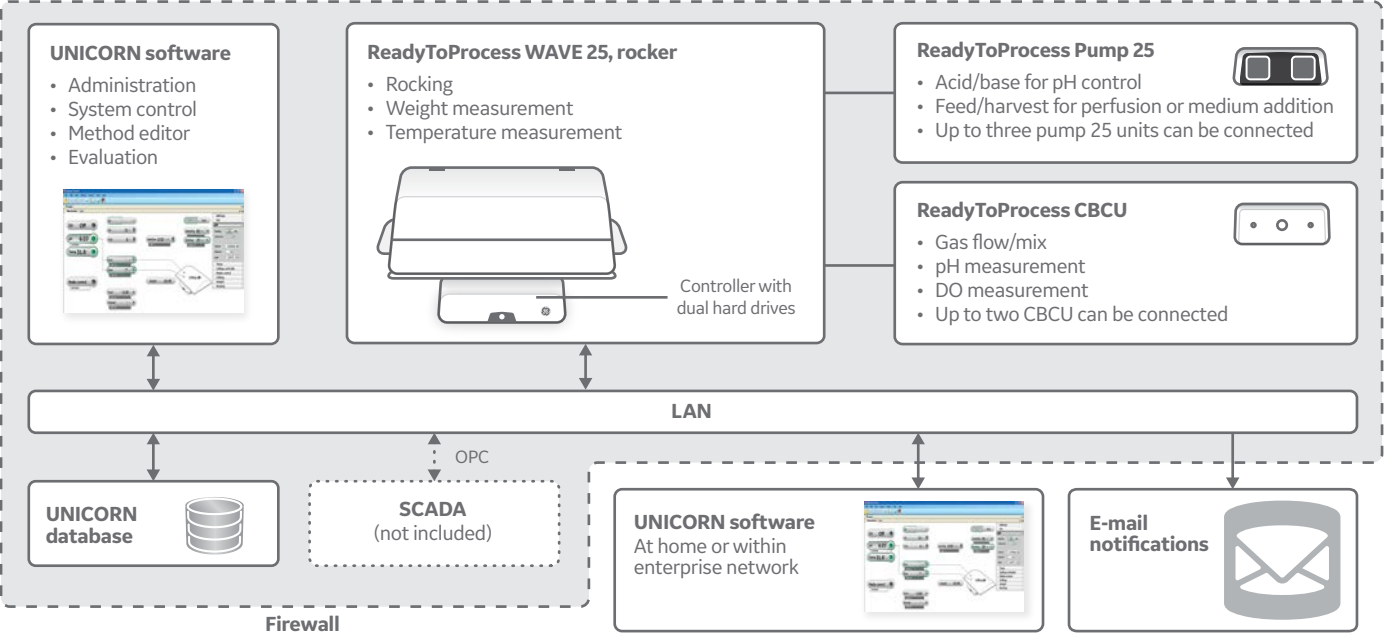 UNICORN software
• Administration
• System control
• Method editor
• Evaluation
ReadyToProcess WAVE 25, rocker
• Rocking
• Weight measurement
• Temperature measurement
Controller with
dual hard drives
ReadyToProcess Pump 25
• Acid/base for pH control
• Feed/harvest for perfusion or medium addition
• Up to three pump 25 units can be connected
ReadyToProcess CBCU
• Gas flow/mix
• pH measurement
• DO measurement
• Up to two CBCU can be connected
LAN
OPC
UNICORN
database
SCADA
(not included)
UNICORN software
At home or within
enterprise network
E-mail
notifications
Firewall